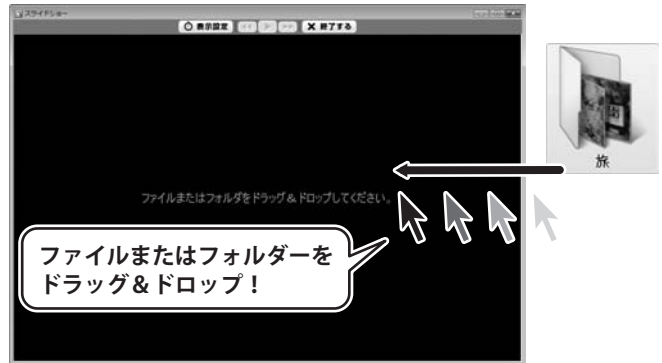 スライドショー
表示設定
終了する
旅
ファイルまたはフォルダをドラッグ＆ドロップしてください。
ファイルまたはフォルダーを
ドラッグ＆ドロップ！